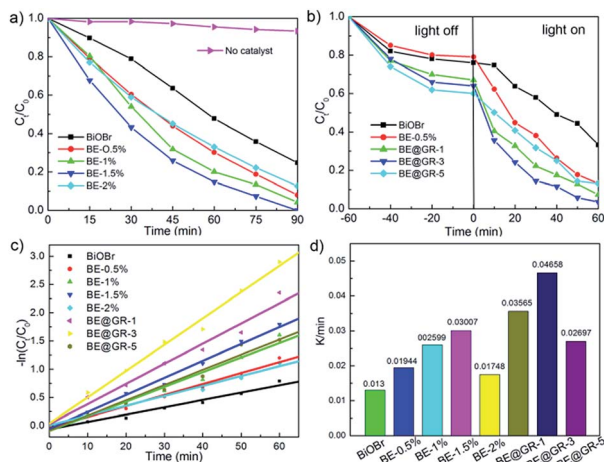 a)
C_t/C_0
1.0
0.8
0.6
0.4
0.2
0.0
No catalyst
BiOBr
BE-0.5%
BE-1%
BE-1.5%
BE-2%
0 15 30 45 60 75 90
Time (min)
b)
light off light on
C_t/C_0
1.0
0.8
0.6
0.4
0.2
0.0
BiOBr
BE-0.5%
BE@GR-1
BE@GR-3
BE@GR-5
-60 -40 -20 0 20 40 60
Time (min)
c)
-ln(C_t/C_0)
3.0
2.5
2.0
1.5
1.0
0.5
0.0
BiOBr
BE-0.5%
BE-1%
BE-1.5%
BE-2%
BE@GR-1
BE@GR-3
BE@GR-5
0 10 20 30 40 50 60
Time (min)
d)
K/min
0.05
0.04
0.03
0.02
0.01
0.00
0.013
0.01944
002599
0.03007
0.01748
0.03565
0.04658
0.02697
BiOBr
BE-0.5%
BE-1%
BE-1.5%
BE-2%
BE@GR-1
BE@GR-3
BE@GR-5